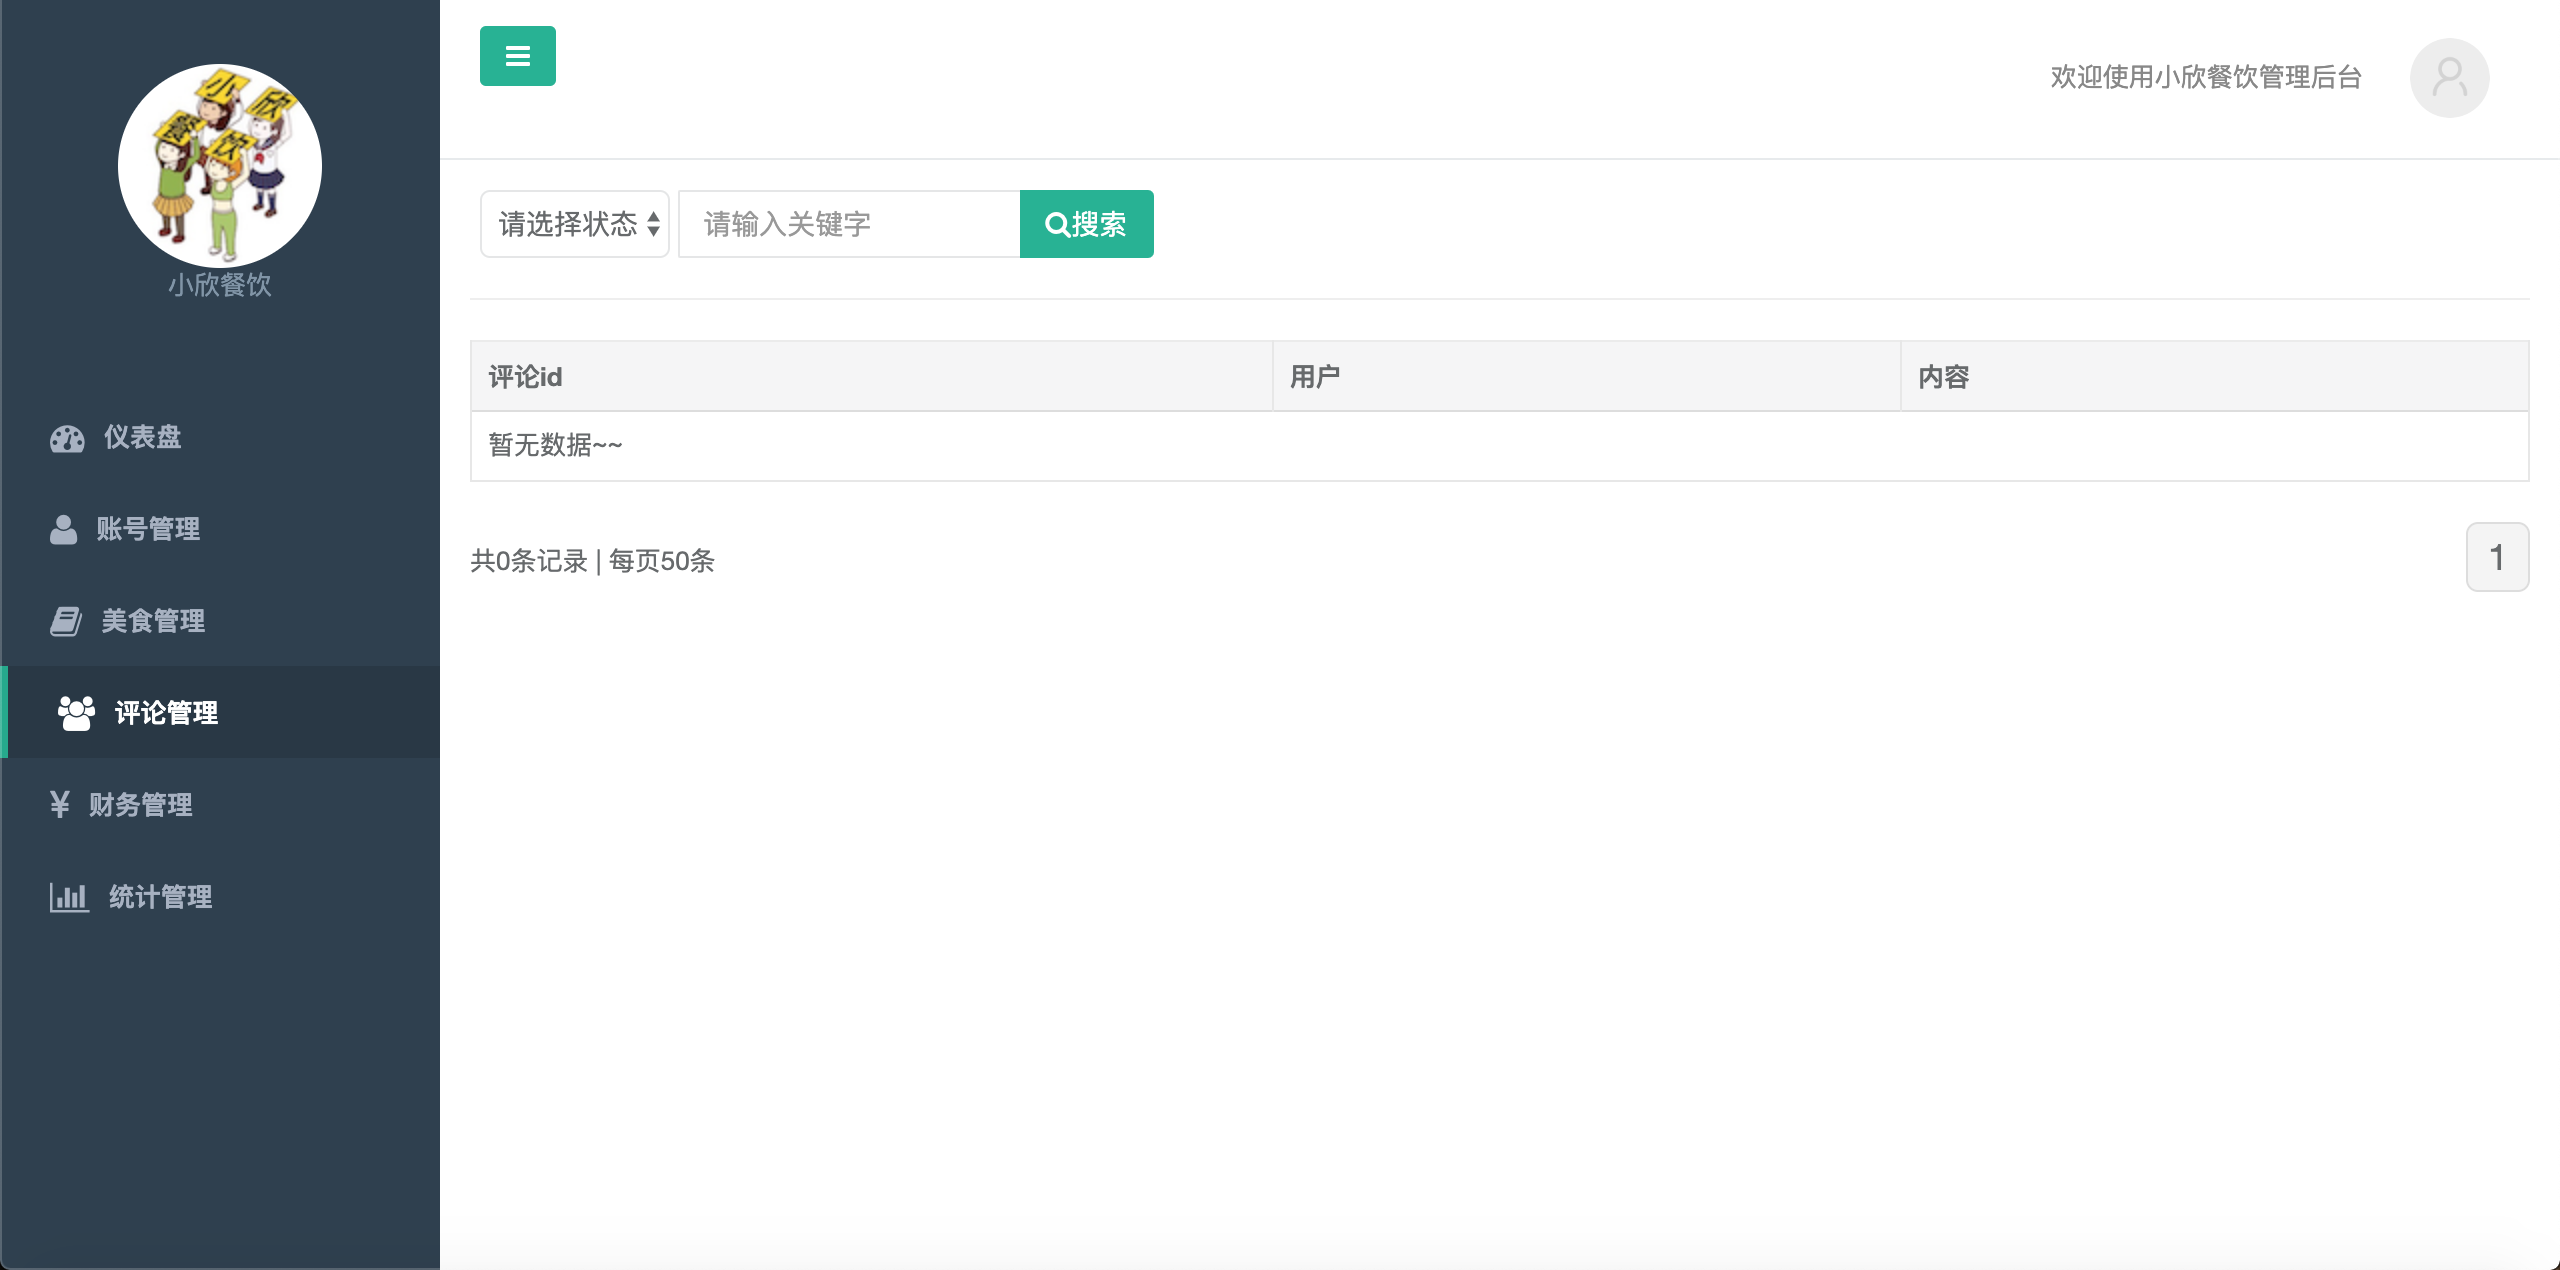 小欣
餐饮
小欣餐饮
仪表盘
账号管理
美食管理
评论管理
¥ 财务管理
统计管理
欢迎使用小欣餐饮管理后台
请选择状态 请输入关键字 搜索
评论id 用户 内容
暂无数据~~
共0条记录 | 每页50条 1